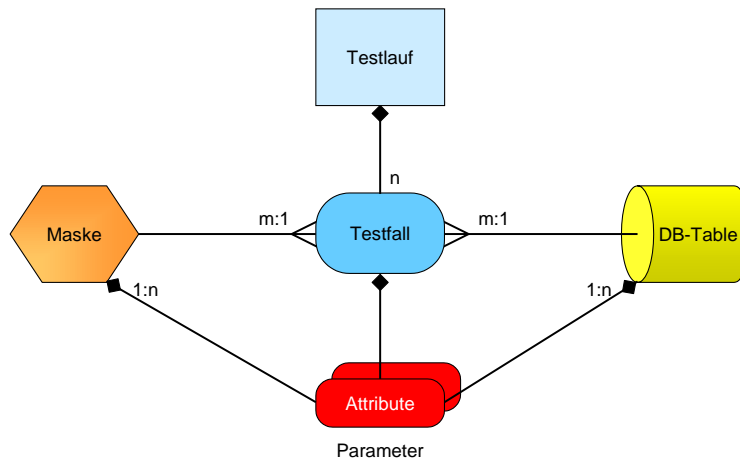 Testlauf
n
m:1
m:1
Maske
Testfall
DB-Table
1:n
1:n
Attribute
Parameter